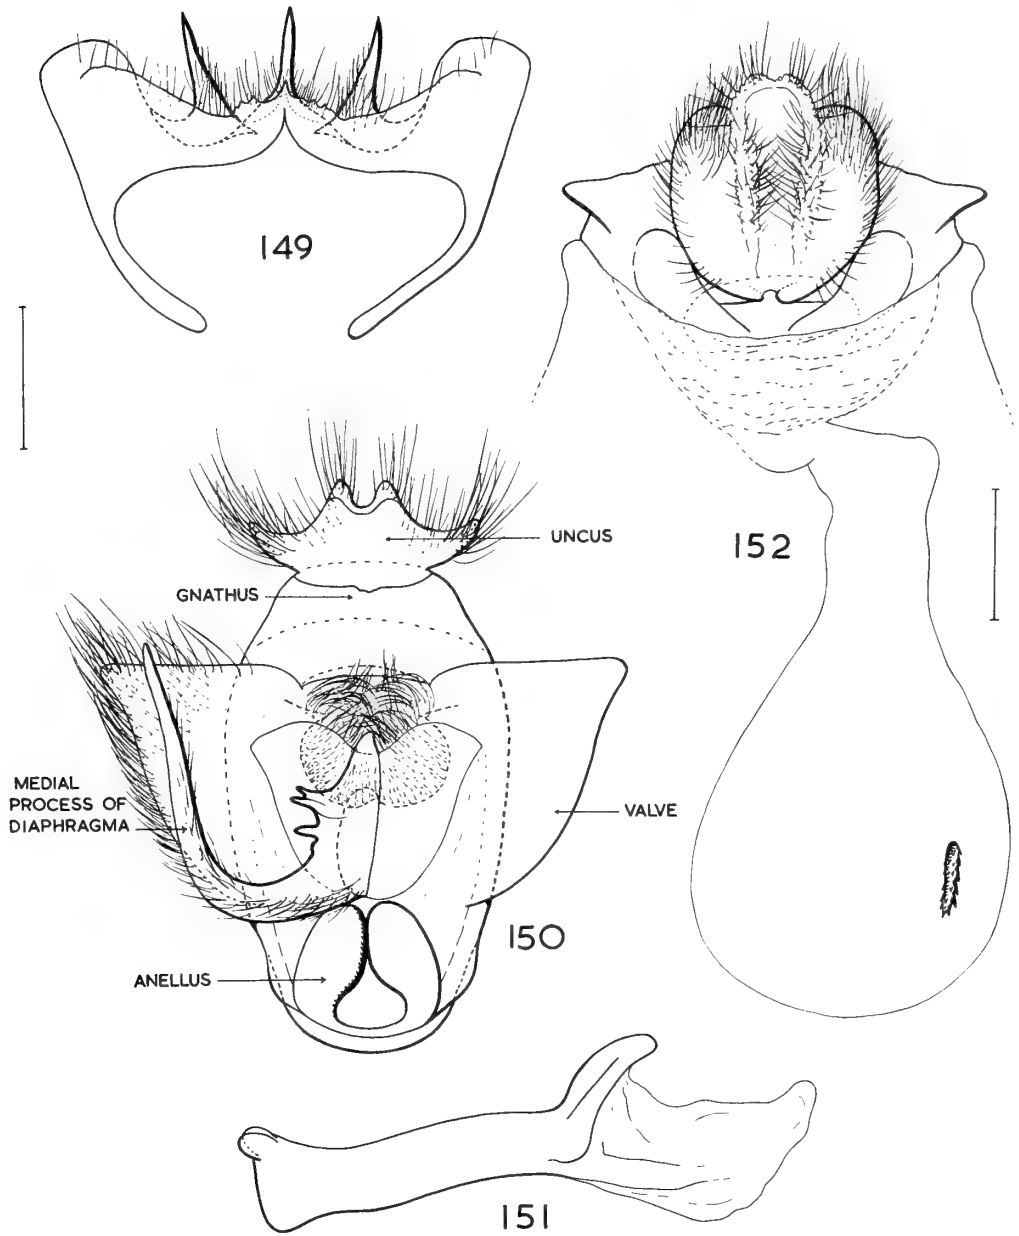 149
152
UNCUS
GNATHUS
MEDIAL
PROCESS OF
DIAPHRAGMA
VALVE
150
ANELLUS
151